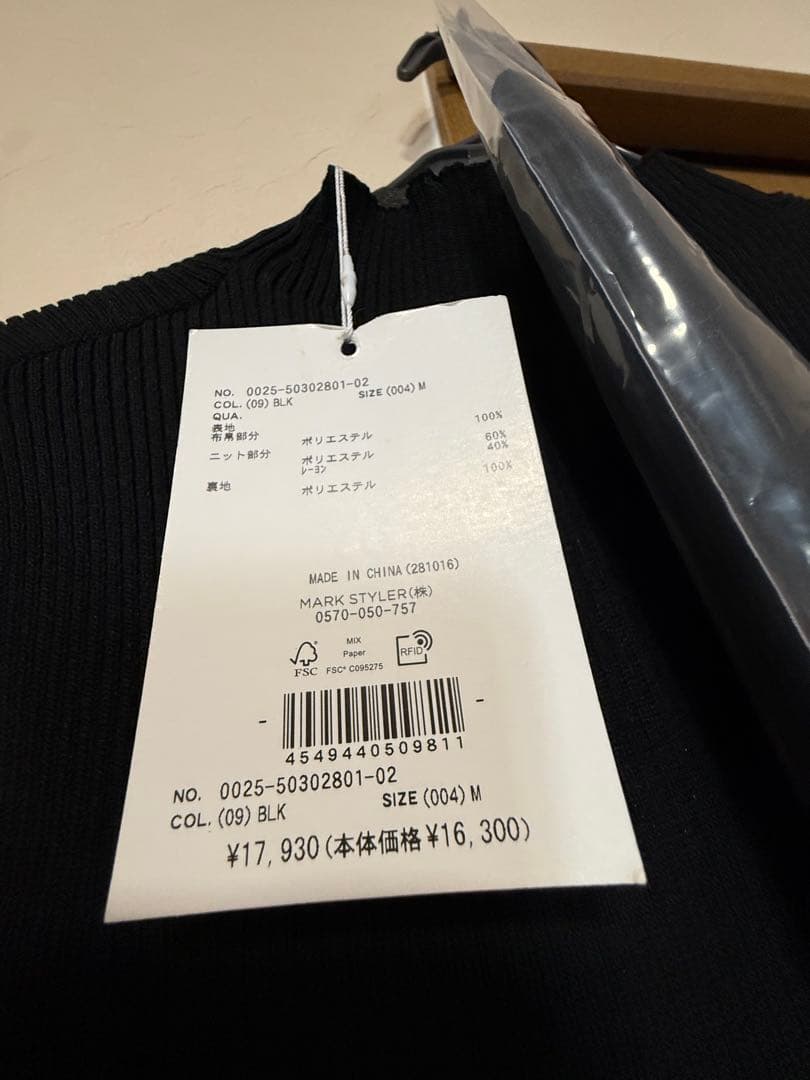 NO. 0025-50302801-02
COL. (09) BLK SIZE (004) M
QUA.
表地
布帛部分 ポリエステル 100%
ニット部分 ポリエステル 60%
レーヨン 40%
裏地 ポリエステル 100%
MADE IN CHINA (281016)
MARK STYLER(株)
0570-050-757
FSC
MIX
Paper
FSC® C095275
RFID
4549440509811
NO. 0025-50302801-02
COL. (09) BLK SIZE (004) M
¥17,930(本体価格¥16,300)